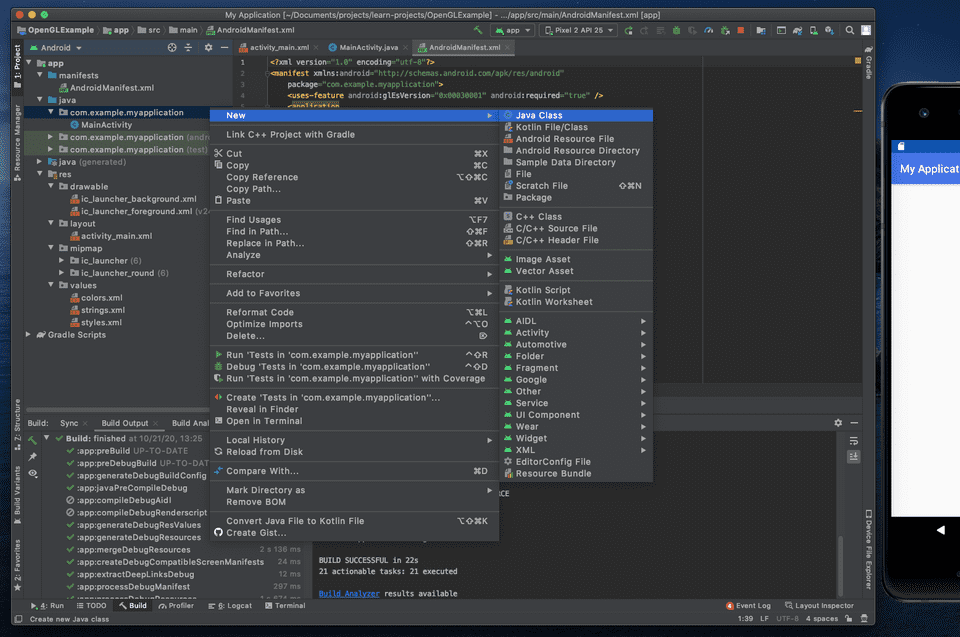 My Application [~/Documents/projects/learn-projects/OpenGLExample] - .../app/src/main/AndroidManifest.xml [app]
OpenGLExample app src main AndroidManifest.xml app Pixel 2 API 25
Android activity_main.xml MainActivity.java AndroidManifest.xml
1: Project
Resource Manager
Gradle
app
manifests
AndroidManifest.xml
java
com.example.myapplication
MainActivity
com.example.myapplication (andro
com.example.myapplication (test)
java (generated)
res
drawable
ic_launcher_background.xml
ic_launcher_foreground.xml (v2
layout
activity_main.xml
mipmap
ic_launcher (6)
ic_launcher_round (6)
values
colors.xml
strings.xml
styles.xml
Gradle Scripts
1 <?xml version="1.0" encoding="utf-8"?>
2 <manifest xmlns:android="http://schemas.android.com/apk/res/android"
3 package="com.example.myapplication">
4 <uses-feature android:glEsVersion="0x00030001" android:required="true" />
5 <application
New
Link C++ Project with Gradle
Cut ⌘X
Copy ⌘C
Copy Reference ⌥⇧⌘C
Copy Path...
Paste ⌘V
Find Usages ⌥F7
Find in Path... ⇧⌘F
Replace in Path... ⇧⌘R
Analyze
Refactor
Add to Favorites
Reformat Code ⌥⌘L
Optimize Imports ^⌥O
Delete... ⌦
Run 'Tests in 'com.example.myapplication'' ^⇧R
Debug 'Tests in 'com.example.myapplication'' ^⇧D
Run 'Tests in 'com.example.myapplication'' with Coverage
Create 'Tests in 'com.example.myapplication''...
Reveal in Finder
Open in Terminal
Local History
Reload from Disk
Compare With... ⌘D
Mark Directory as
Remove BOM
Convert Java File to Kotlin File ⌥⇧⌘K
Create Gist...
Java Class
Kotlin File/Class
Android Resource File
Android Resource Directory
Sample Data Directory
File
Scratch File ⇧⌘N
Package
C++ Class
C/C++ Source File
C/C++ Header File
Image Asset
Vector Asset
Kotlin Script
Kotlin Worksheet
AIDL
Activity
Automotive
Folder
Fragment
Google
Other
Service
UI Component
Wear
Widget
XML
EditorConfig File
Resource Bundle
My Applicat
Build: Sync Build Output Build Anal
Build: finished at 10/21/20, 13:25
:app:preBuild UP-TO-DATE
:app:preDebugBuild UP-TO-DAT
:app:generateDebugBuildConfig
:app:javaPreCompileDebug
:app:compileDebugAidl
:app:compileDebugRenderscript
:app:generateDebugResValues
:app:generateDebugResources
:app:mergeDebugResources 2 s 136 ms
:app:createDebugCompatibleScreenManifests 24 ms
:app:extractDeepLinksDebug 12 ms
:app:processDebugManifest 297 ms
RCE
BUILD SUCCESSFUL in 22s
21 actionable tasks: 21 executed
Build Analyzer results available
Z: Structure
Build Variants
2: Favorites
Device File Explorer
4: Run TODO Build Profiler 6: Logcat Terminal Event Log Layout Inspector
Create new Java class 1:39 LF UTF-8 4 spaces